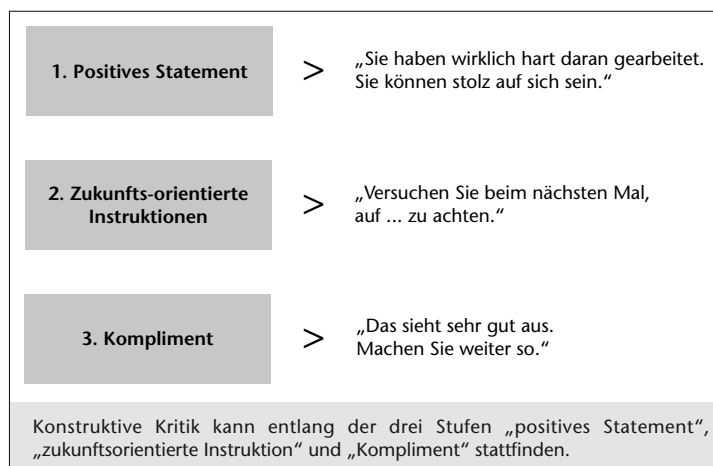 1. Positives Statement > „Sie haben wirklich hart daran gearbeitet.
Sie können stolz auf sich sein.“
2. Zukunfts-orientierte
Instruktionen > „Versuchen Sie beim nächsten Mal,
auf ... zu achten.“
3. Kompliment > „Das sieht sehr gut aus.
Machen Sie weiter so.“
Konstruktive Kritik kann entlang der drei Stufen „positives Statement“,
„zukunftsorientierte Instruktion“ und „Kompliment“ stattfinden.